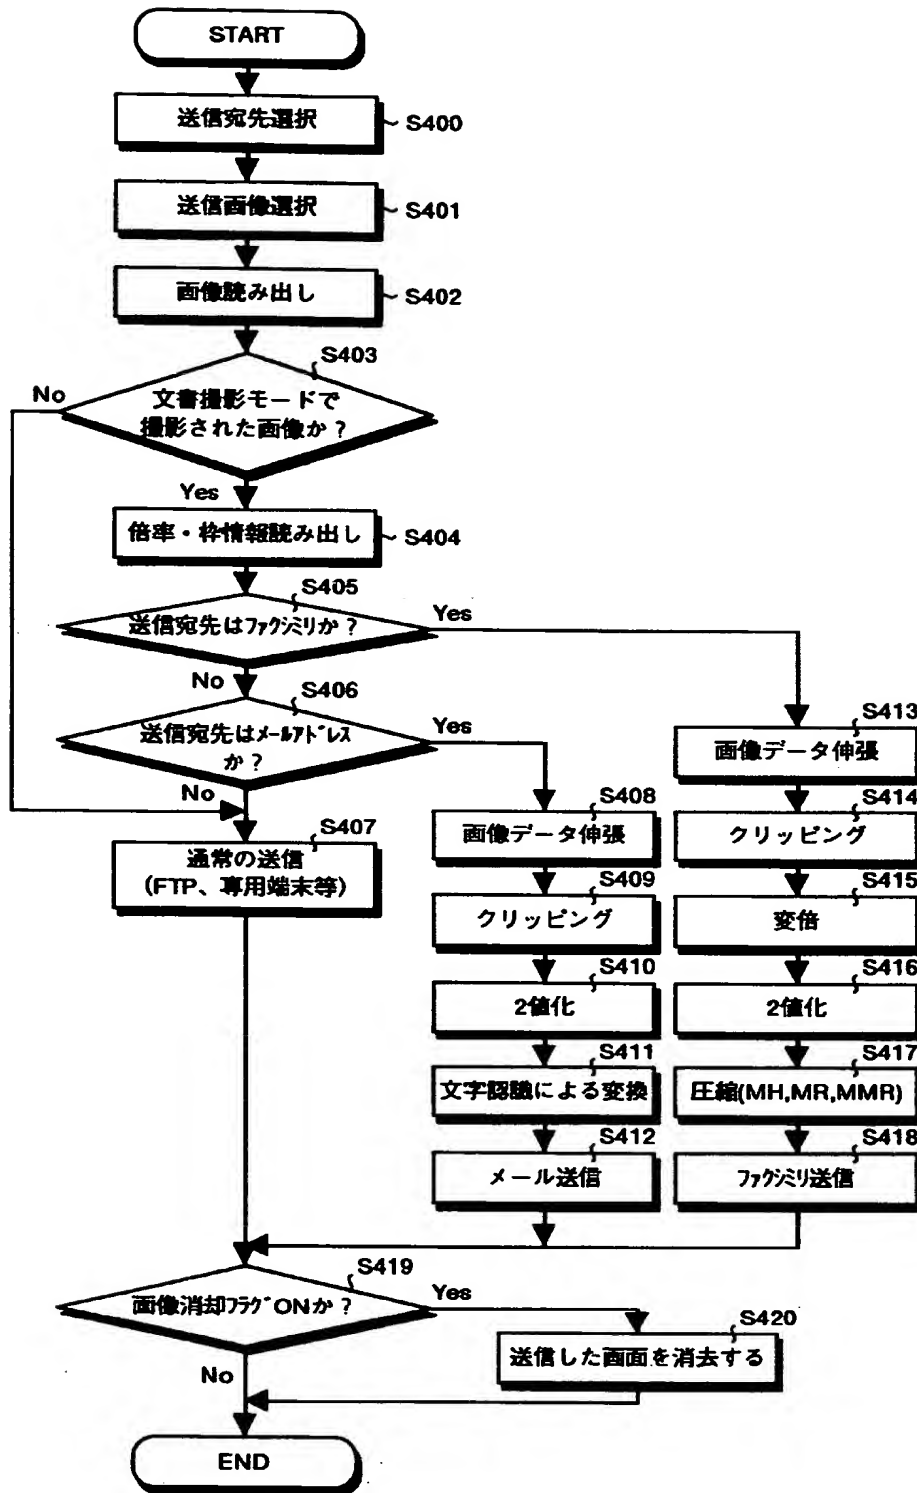 START
送信宛先選択
S400
送信画像選択
S401
画像読み出し
S402
S403
No
文書撮影モードで
撮影された画像か？
Yes
倍率・枠情報読み出し
S404
S405
送信宛先はﾌｧｸｼﾐﾘか？
Yes
No
S406
送信宛先はﾒｰﾙｱﾄﾞﾚｽ
か？
Yes
No
S407
通常の送信
(FTP、専用端末等)
S408
画像データ伸張
S409
クリッピング
S410
2値化
S411
文字認識による変換
S412
メール送信
S413
画像データ伸張
S414
クリッピング
S415
変倍
S416
2値化
S417
圧縮(MH,MR,MMR)
S418
ﾌｧｸｼﾐﾘ送信
S419
画像消却ﾌﾗｸﾞONか？
Yes
No
S420
送信した画面を消去する
END